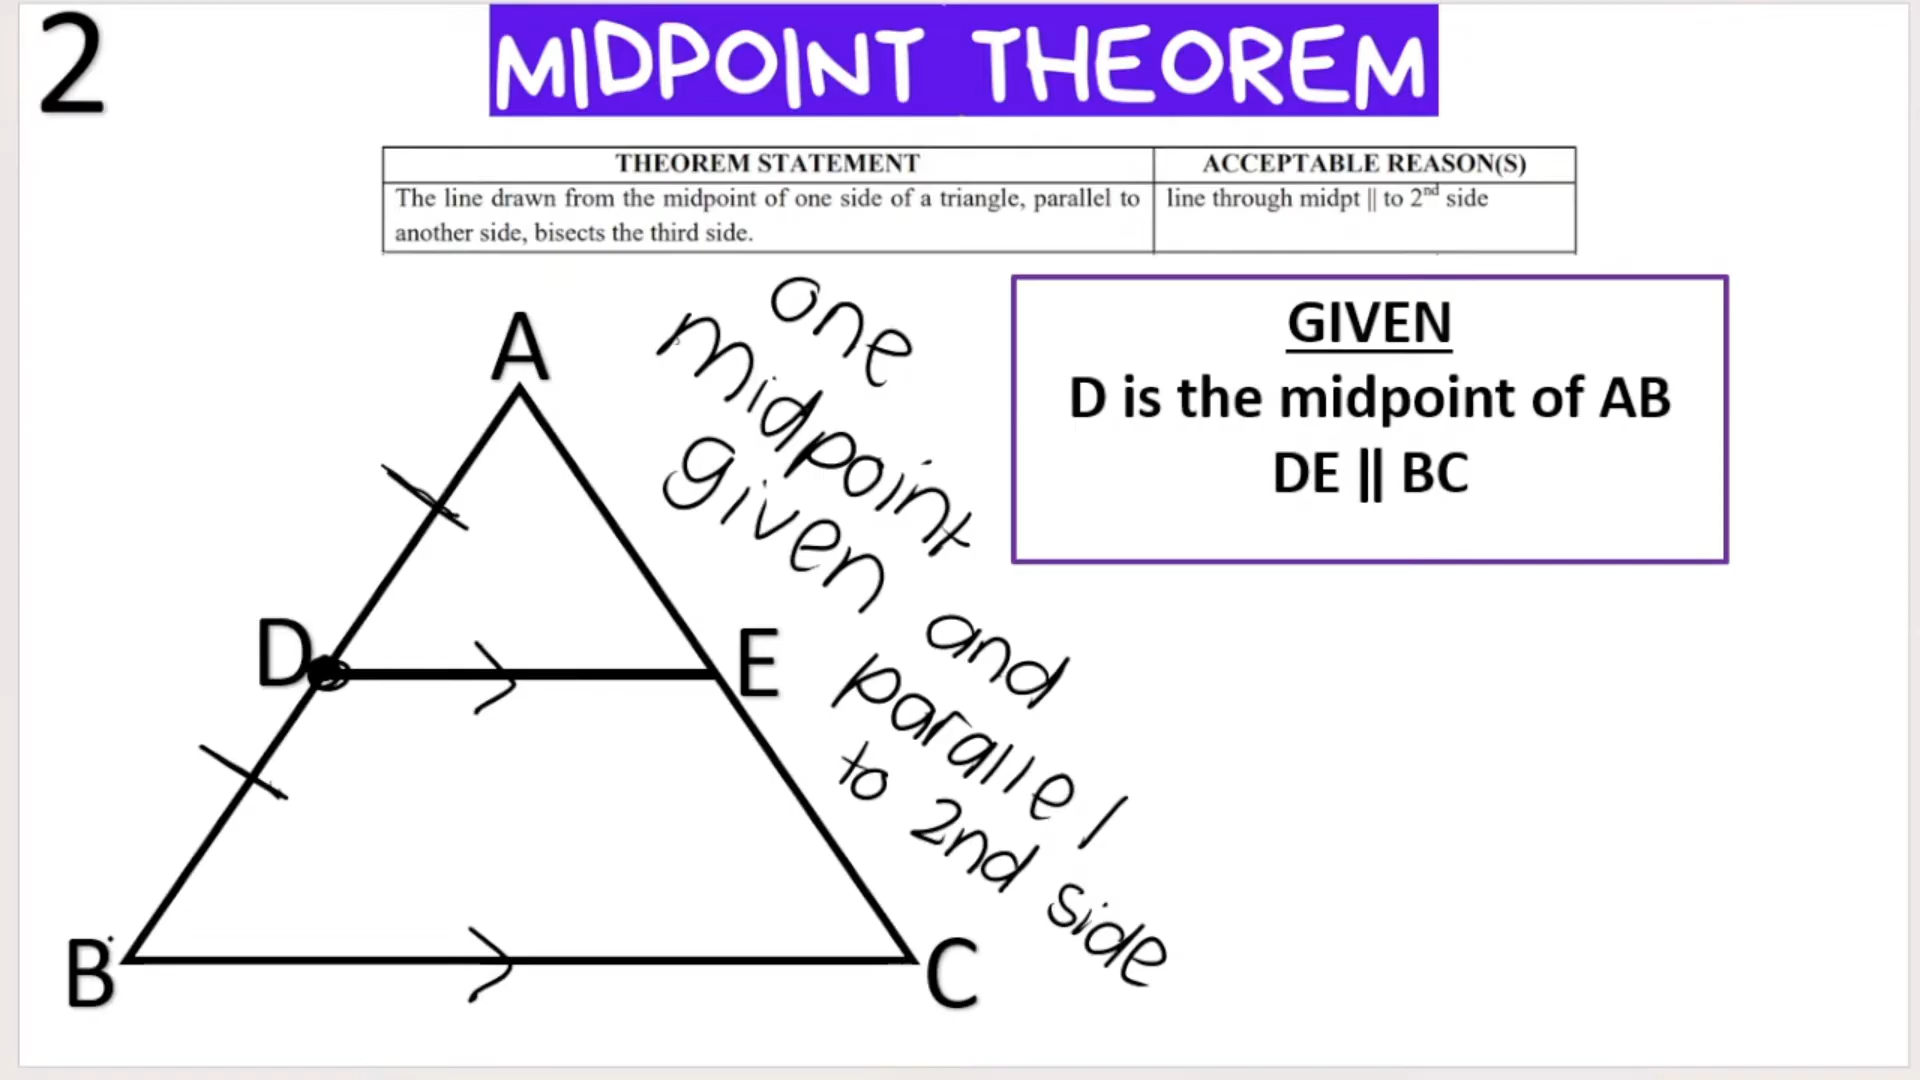 2
MIDPOINT THEOREM
THEOREM STATEMENT
ACCEPTABLE REASON(S)
The line drawn from the midpoint of one side of a triangle, parallel to
another side, bisects the third side.
line through midpt || to 2nd side
GIVEN
D is the midpoint of AB
DE || BC
A
D
E
B
C
one
midpoint
given and
parallel
to 2nd side